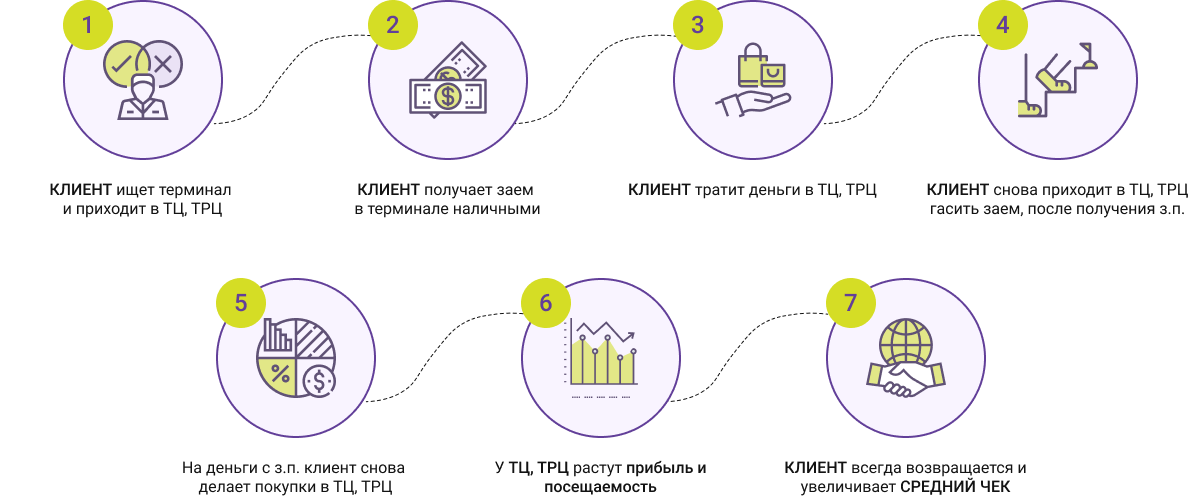 1
КЛИЕНТ ищет терминал
и приходит в ТЦ, ТРЦ
2
$
КЛИЕНТ получает заем
в терминале наличными
3
КЛИЕНТ тратит деньги в ТЦ, ТРЦ
4
КЛИЕНТ снова приходит в ТЦ, ТРЦ
гасить заем, после получения з.п.
5
%
$
На деньги с з.п. клиент снова
делает покупки в ТЦ, ТРЦ
6
У ТЦ, ТРЦ растут прибыль и
посещаемость
7
КЛИЕНТ всегда возвращается и
увеличивает СРЕДНИЙ ЧЕК